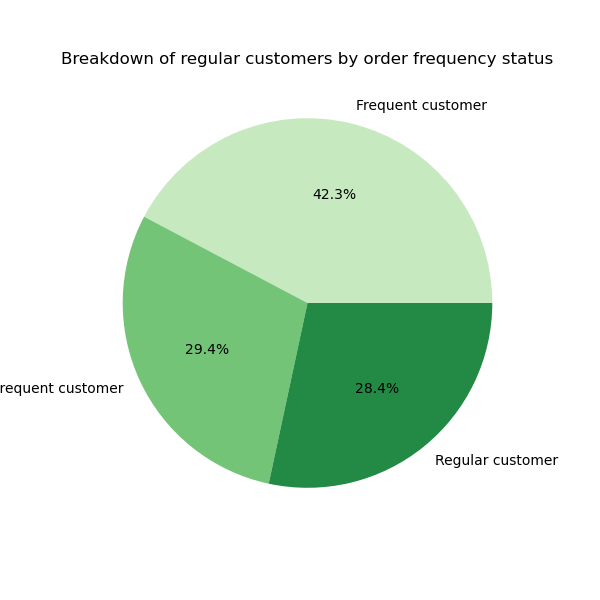 Breakdown of regular customers by order frequency status
Frequent customer
42.3%
29.4%
requent customer
28.4%
Regular customer